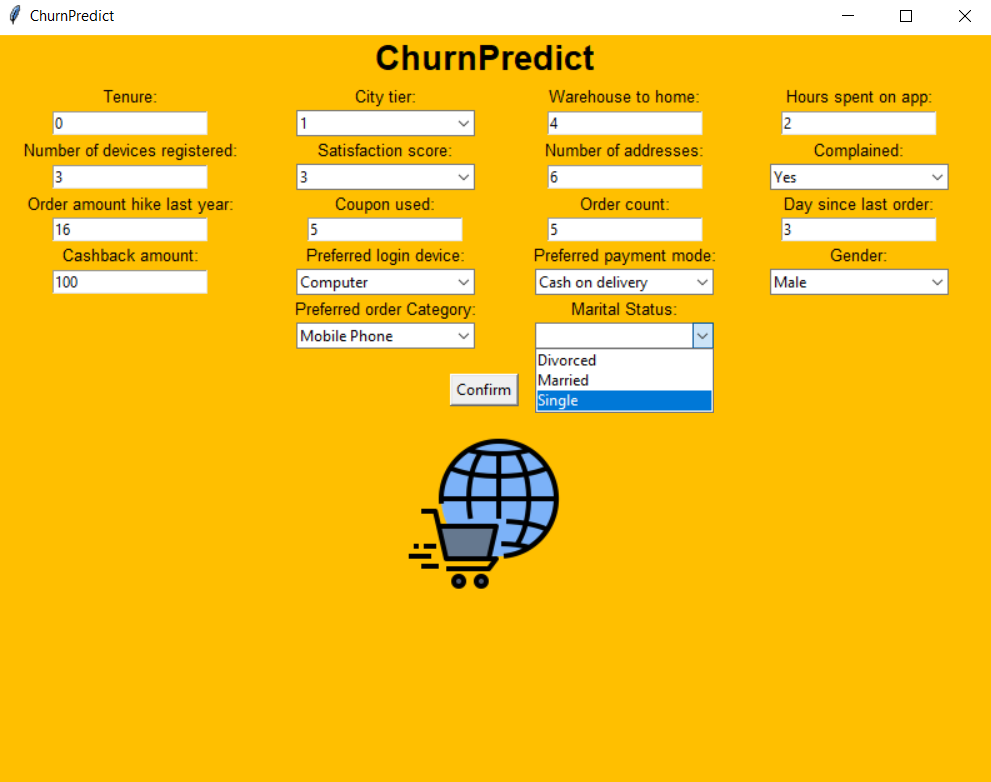 ChurnPredict
ChurnPredict
Tenure: City tier: Warehouse to home: Hours spent on app:
0 1 4 2
Number of devices registered: Satisfaction score: Number of addresses: Complained:
3 3 6 Yes
Order amount hike last year: Coupon used: Order count: Day since last order:
16 5 5 3
Cashback amount: Preferred login device: Preferred payment mode: Gender:
100 Computer Cash on delivery Male
Preferred order Category: Marital Status:
Mobile Phone
Divorced
Married
Confirm
Single